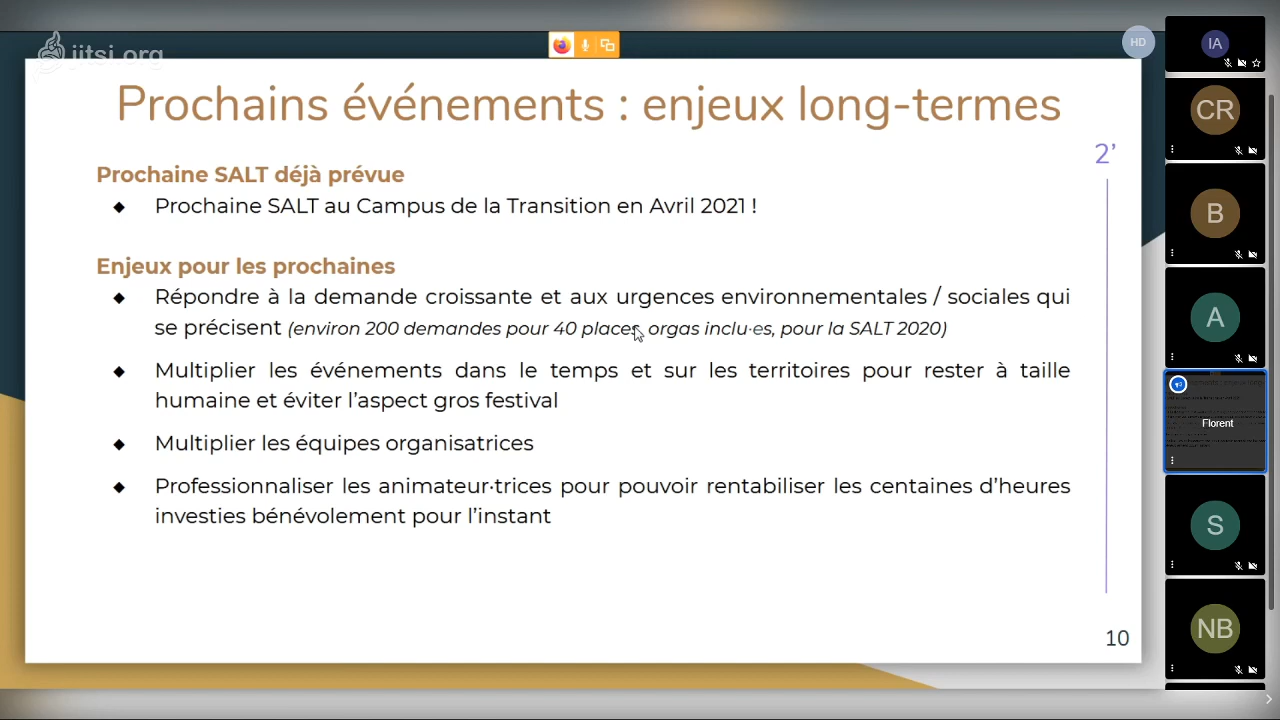 jitsi.org
HD
IA
Prochains événements : enjeux long-termes
CR
2’
Prochaine SALT déjà prévue
◆ Prochaine SALT au Campus de la Transition en Avril 2021 !
B
Enjeux pour les prochaines
◆ Répondre à la demande croissante et aux urgences environnementales / sociales qui
se précisent (environ 200 demandes pour 40 places, orgas inclu·es, pour la SALT 2020)
A
◆ Multiplier les événements dans le temps et sur les territoires pour rester à taille
humaine et éviter l’aspect gros festival
Florent
◆ Multiplier les équipes organisatrices
◆ Professionnaliser les animateur·trices pour pouvoir rentabiliser les centaines d’heures
investies bénévolement pour l’instant
S
NB
10